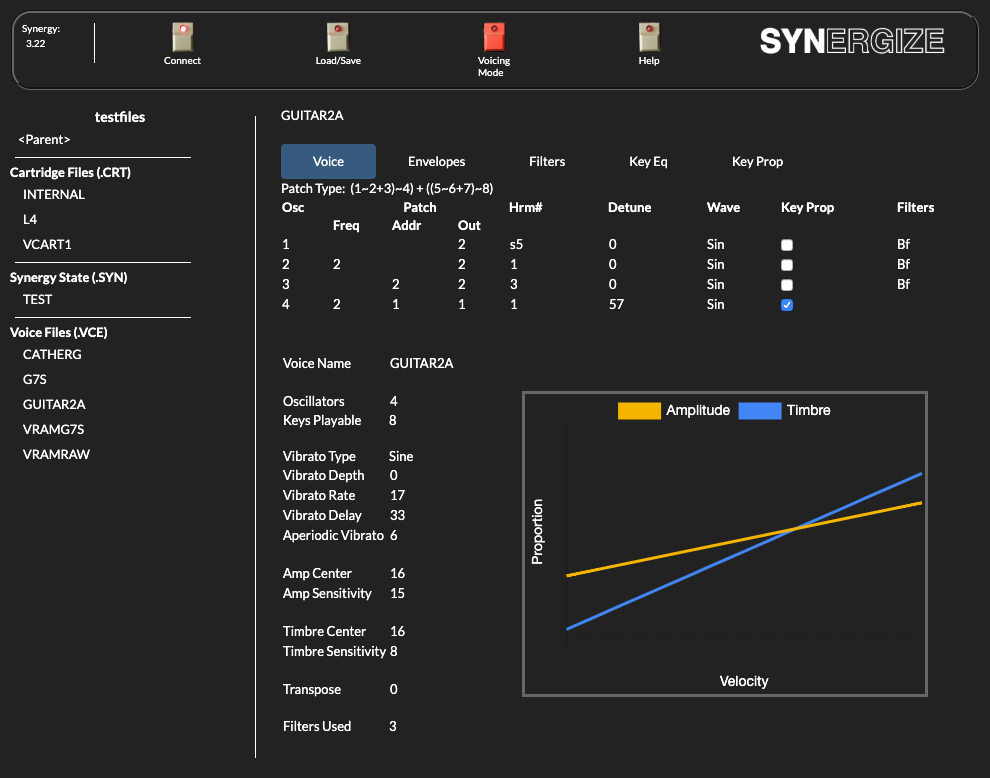 Synergy:
3.22
Connect
Load/Save
Voicing
Mode
Help
SYNERGIZE
testfiles
<Parent>
Cartridge Files (.CRT)
INTERNAL
L4
VCART1
Synergy State (.SYN)
TEST
Voice Files (.VCE)
CATHERG
G7S
GUITAR2A
VRAMG7S
VRAMRAW
GUITAR2A
Voice Envelopes Filters Key Eq Key Prop
Patch Type: (1~2+3)~4) + ((5~6+7)~8)
Osc Patch Hrm# Detune Wave Key Prop Filters
Freq Addr Out
1 2 s5 0 Sin Bf
2 2 2 1 0 Sin Bf
3 2 2 3 0 Sin Bf
4 2 1 1 1 57 Sin
Voice Name GUITAR2A
Oscillators 4
Keys Playable 8
Vibrato Type Sine
Vibrato Depth 0
Vibrato Rate 17
Vibrato Delay 33
Aperiodic Vibrato 6
Amp Center 16
Amp Sensitivity 15
Timbre Center 16
Timbre Sensitivity 8
Transpose 0
Filters Used 3
Amplitude Timbre
Proportion
Velocity